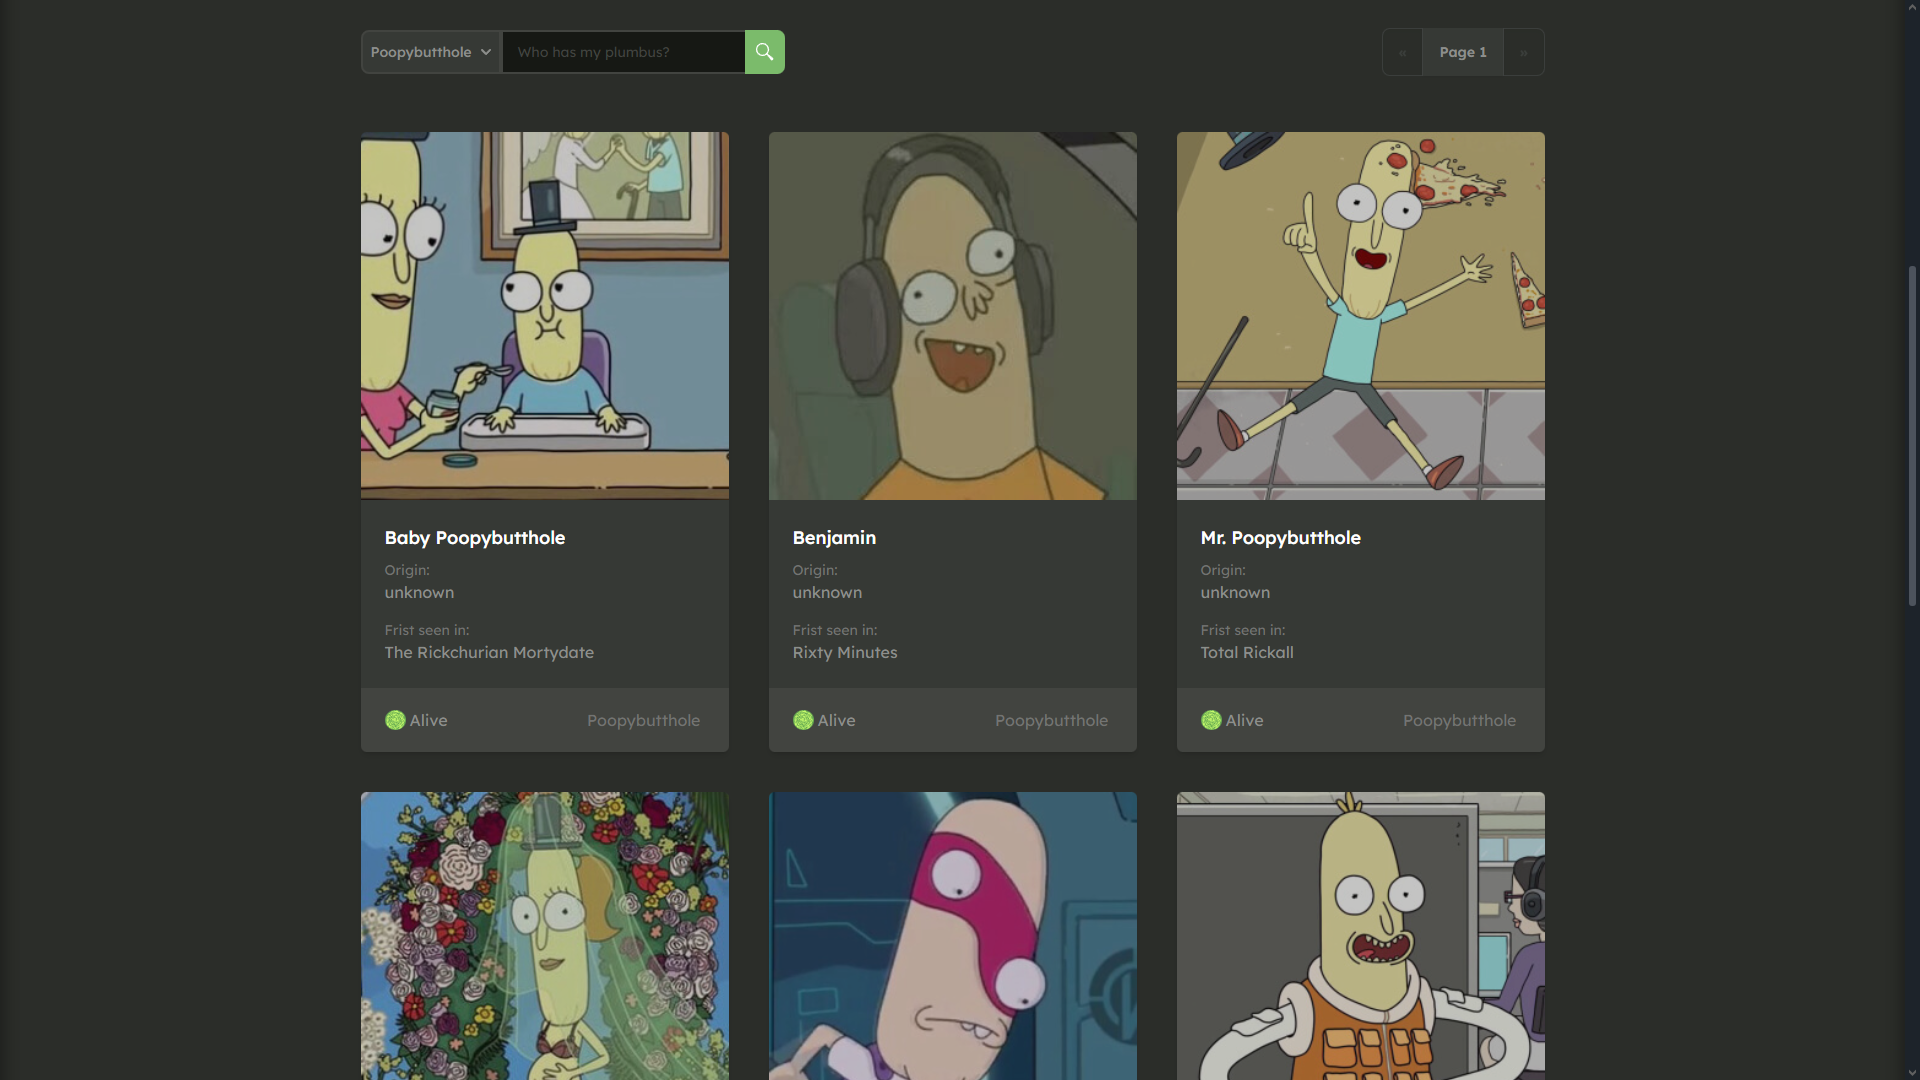 Poopybutthole
Who has my plumbus?
« Page 1 »
Baby Poopybutthole
Origin:
unknown
Frist seen in:
The Rickchurian Mortydate
Alive
Poopybutthole
Benjamin
Origin:
unknown
Frist seen in:
Rixty Minutes
Alive
Poopybutthole
Mr. Poopybutthole
Origin:
unknown
Frist seen in:
Total Rickall
Alive
Poopybutthole